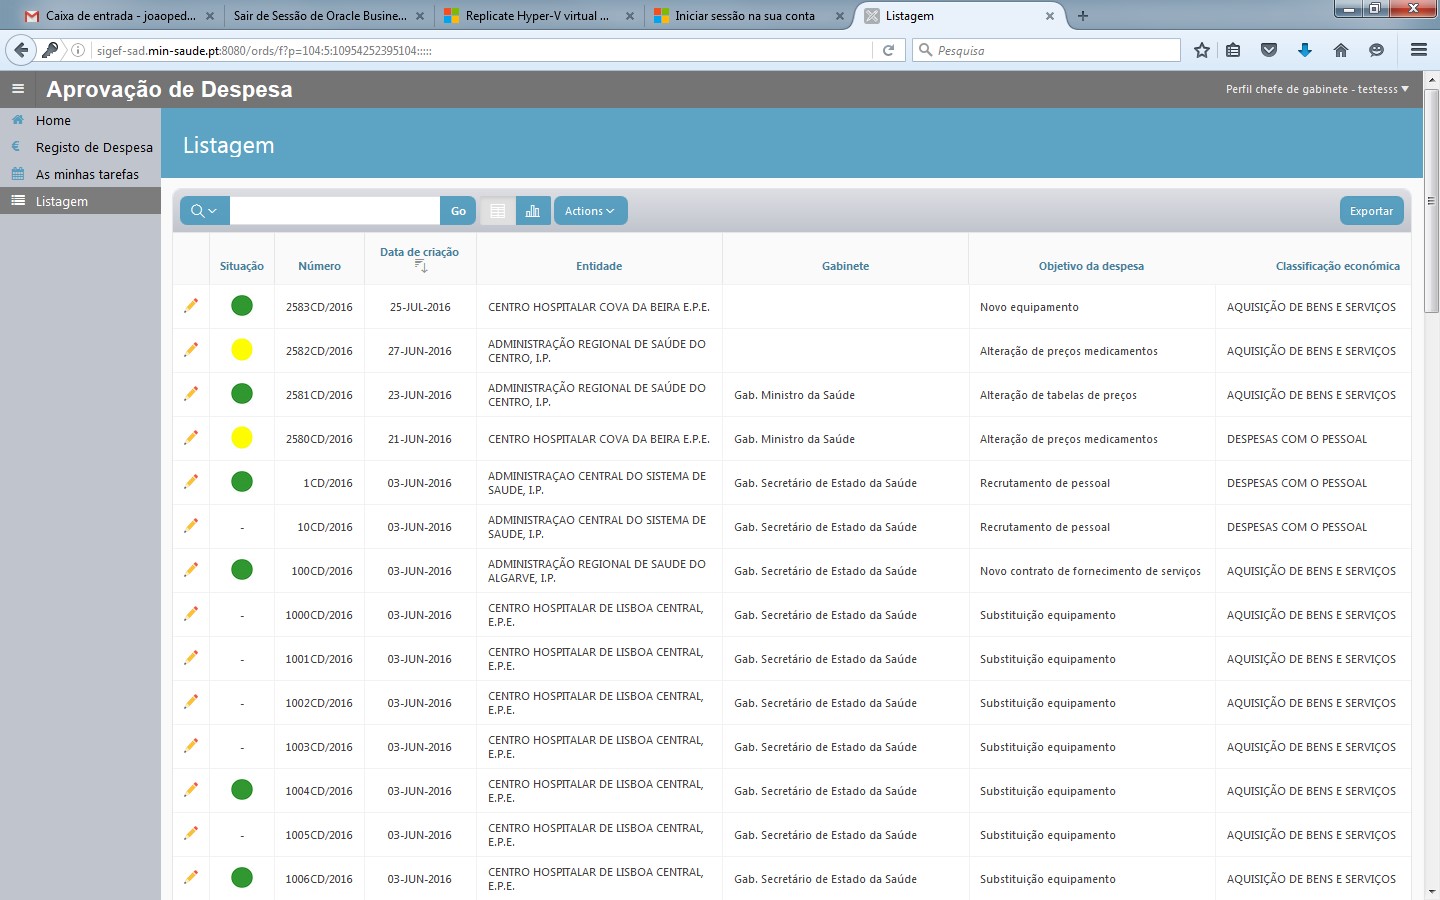 Caixa de entrada - joaoped...
Sair de Sessão de Oracle Busine...
Replicate Hyper-V virtual ...
Iniciar sessão na sua conta
Listagem
sigef-sad.min-saude.pt:8080/ords/f?p=104:5:10954252395104:::::
Pesquisa
Aprovação de Despesa
Perfil chefe de gabinete - testesss
Home
Registo de Despesa
As minhas tarefas
Listagem
Listagem
Go
Actions
Exportar
Situação Número Data de criação Entidade Gabinete Objetivo da despesa Classificação económica
2583CD/2016 25-JUL-2016 CENTRO HOSPITALAR COVA DA BEIRA E.P.E. Novo equipamento AQUISIÇÃO DE BENS E SERVIÇOS
2582CD/2016 27-JUN-2016 ADMINISTRAÇÃO REGIONAL DE SAÚDE DO CENTRO, I.P. Alteração de preços medicamentos AQUISIÇÃO DE BENS E SERVIÇOS
2581CD/2016 23-JUN-2016 ADMINISTRAÇÃO REGIONAL DE SAÚDE DO CENTRO, I.P. Gab. Ministro da Saúde Alteração de tabelas de preços AQUISIÇÃO DE BENS E SERVIÇOS
2580CD/2016 21-JUN-2016 CENTRO HOSPITALAR COVA DA BEIRA E.P.E. Gab. Ministro da Saúde Alteração de preços medicamentos DESPESAS COM O PESSOAL
1CD/2016 03-JUN-2016 ADMINISTRAÇAO CENTRAL DO SISTEMA DE SAUDE, I.P. Gab. Secretário de Estado da Saúde Recrutamento de pessoal DESPESAS COM O PESSOAL
- 10CD/2016 03-JUN-2016 ADMINISTRAÇAO CENTRAL DO SISTEMA DE SAUDE, I.P. Gab. Secretário de Estado da Saúde Recrutamento de pessoal DESPESAS COM O PESSOAL
100CD/2016 03-JUN-2016 ADMINISTRAÇÃO REGIONAL DE SAUDE DO ALGARVE, I.P. Gab. Secretário de Estado da Saúde Novo contrato de fornecimento de serviços AQUISIÇÃO DE BENS E SERVIÇOS
- 1000CD/2016 03-JUN-2016 CENTRO HOSPITALAR DE LISBOA CENTRAL, E.P.E. Gab. Secretário de Estado da Saúde Substituição equipamento AQUISIÇÃO DE BENS E SERVIÇOS
- 1001CD/2016 03-JUN-2016 CENTRO HOSPITALAR DE LISBOA CENTRAL, E.P.E. Gab. Secretário de Estado da Saúde Substituição equipamento AQUISIÇÃO DE BENS E SERVIÇOS
- 1002CD/2016 03-JUN-2016 CENTRO HOSPITALAR DE LISBOA CENTRAL, E.P.E. Gab. Secretário de Estado da Saúde Substituição equipamento AQUISIÇÃO DE BENS E SERVIÇOS
- 1003CD/2016 03-JUN-2016 CENTRO HOSPITALAR DE LISBOA CENTRAL, E.P.E. Gab. Secretário de Estado da Saúde Substituição equipamento AQUISIÇÃO DE BENS E SERVIÇOS
1004CD/2016 03-JUN-2016 CENTRO HOSPITALAR DE LISBOA CENTRAL, E.P.E. Gab. Secretário de Estado da Saúde Substituição equipamento AQUISIÇÃO DE BENS E SERVIÇOS
- 1005CD/2016 03-JUN-2016 CENTRO HOSPITALAR DE LISBOA CENTRAL, E.P.E. Gab. Secretário de Estado da Saúde Substituição equipamento AQUISIÇÃO DE BENS E SERVIÇOS
1006CD/2016 03-JUN-2016 CENTRO HOSPITALAR DE LISBOA CENTRAL, E.P.E. Gab. Secretário de Estado da Saúde Substituição equipamento AQUISIÇÃO DE BENS E SERVIÇOS